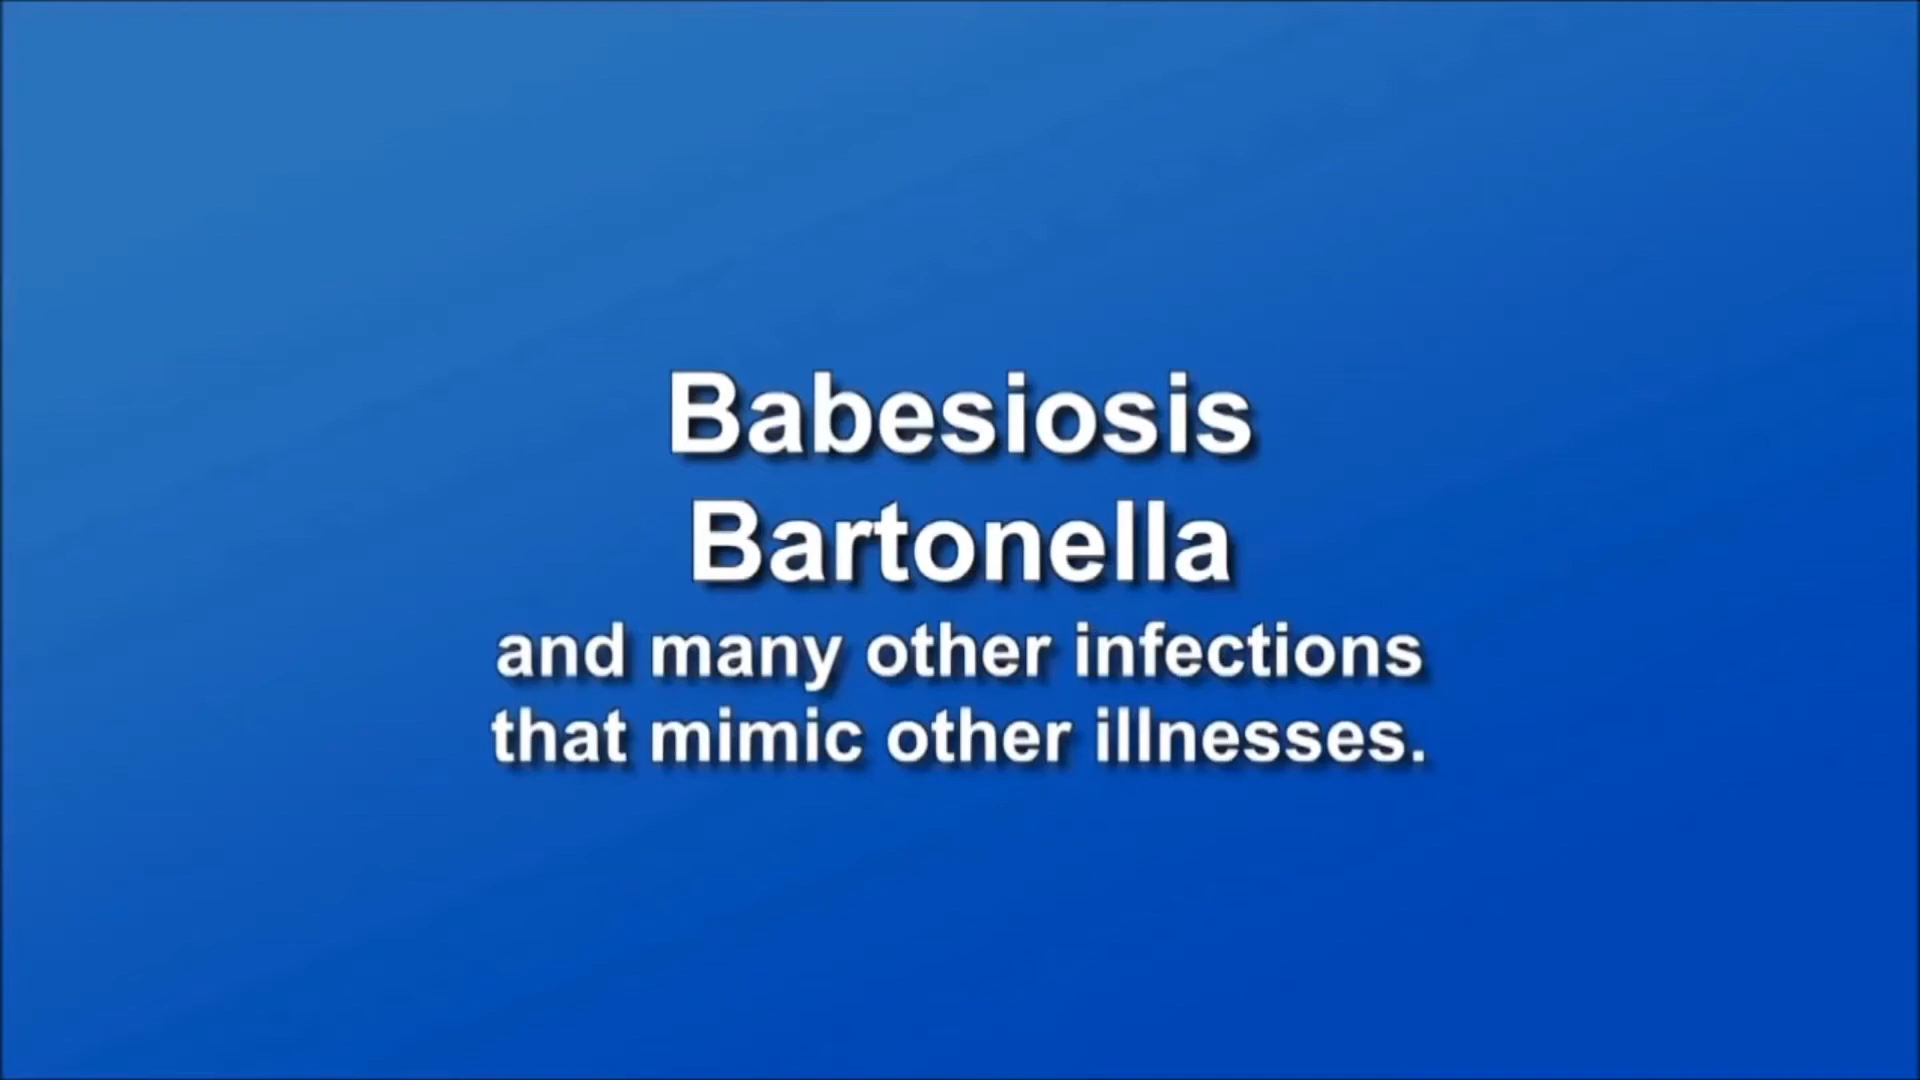 Babesiosis
Bartonella
and many other infections
that mimic other illnesses.